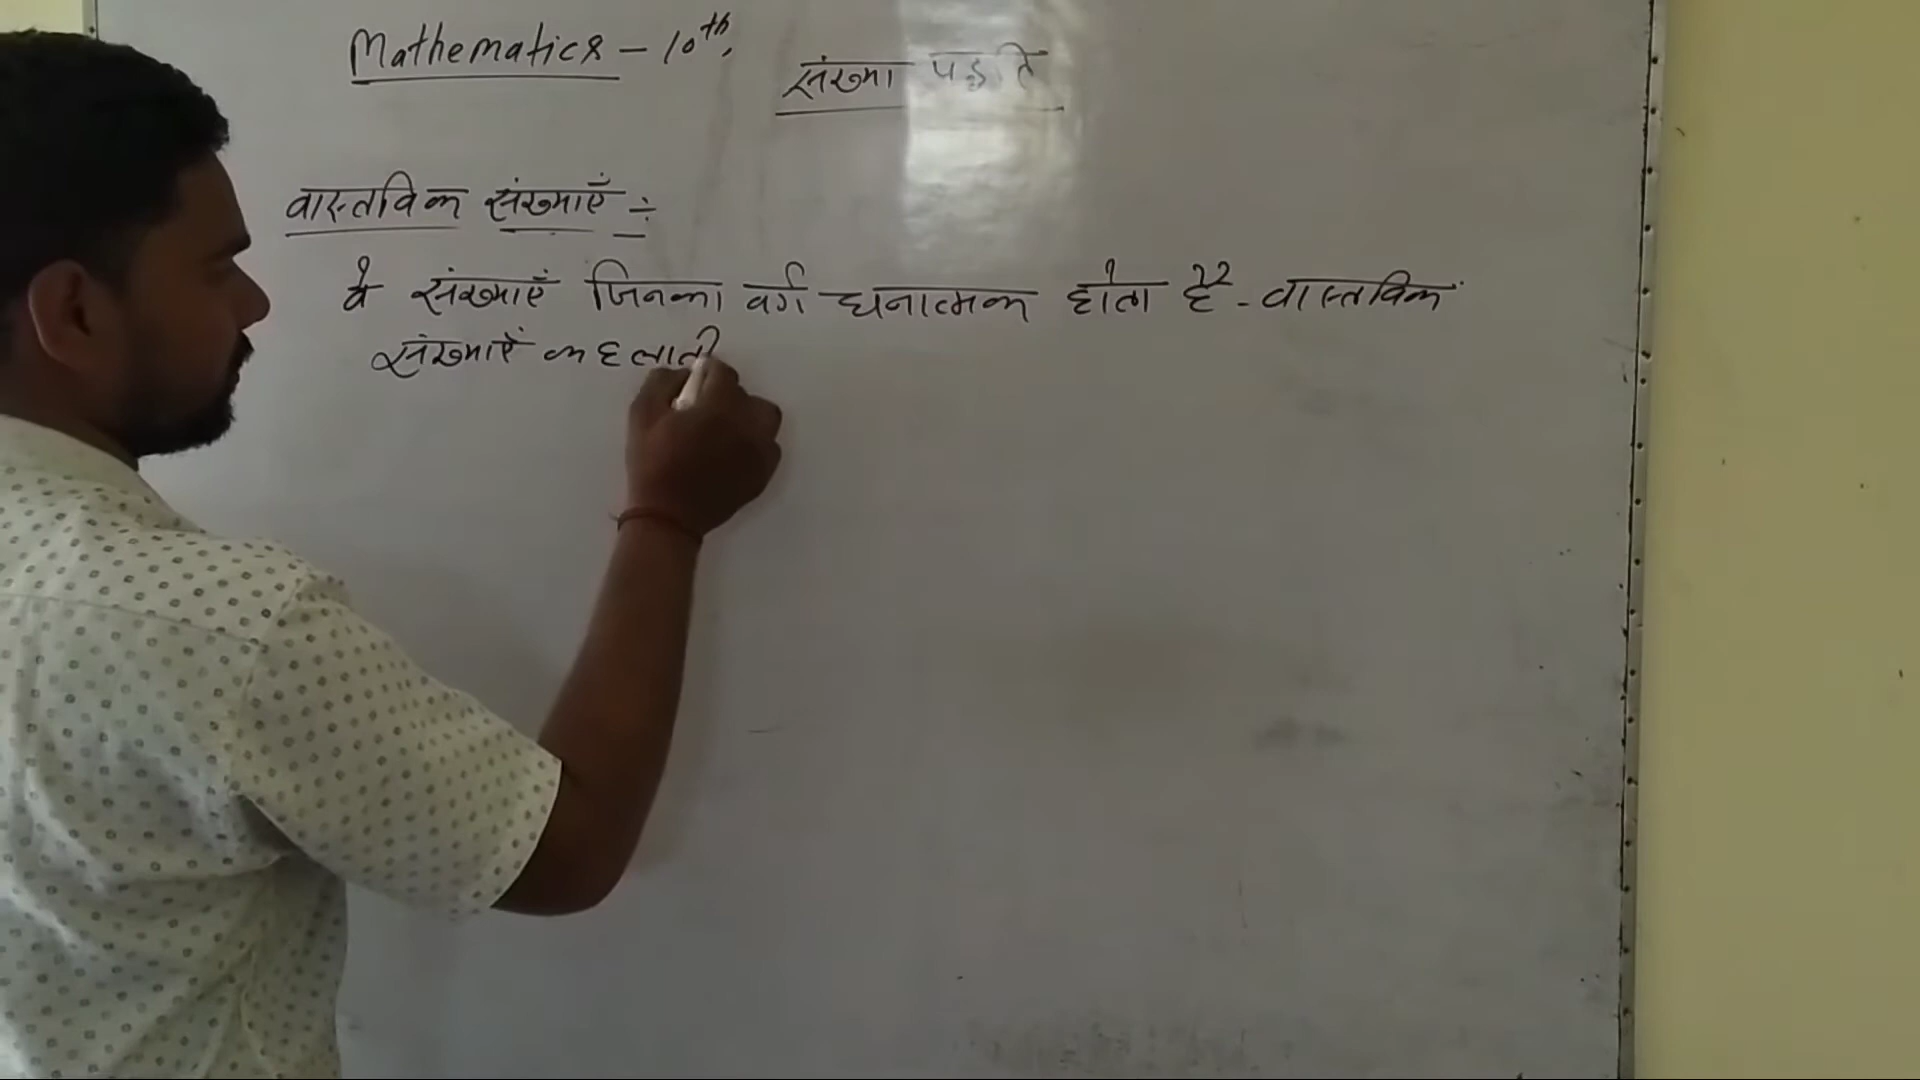 Mathematics - 10th.
संख्या पद्धति
वास्तविक संख्याएँ ÷
वे संख्याएँ जिनका वर्ग धनात्मक होता है - वास्तविक
संख्याएँ कहलाती